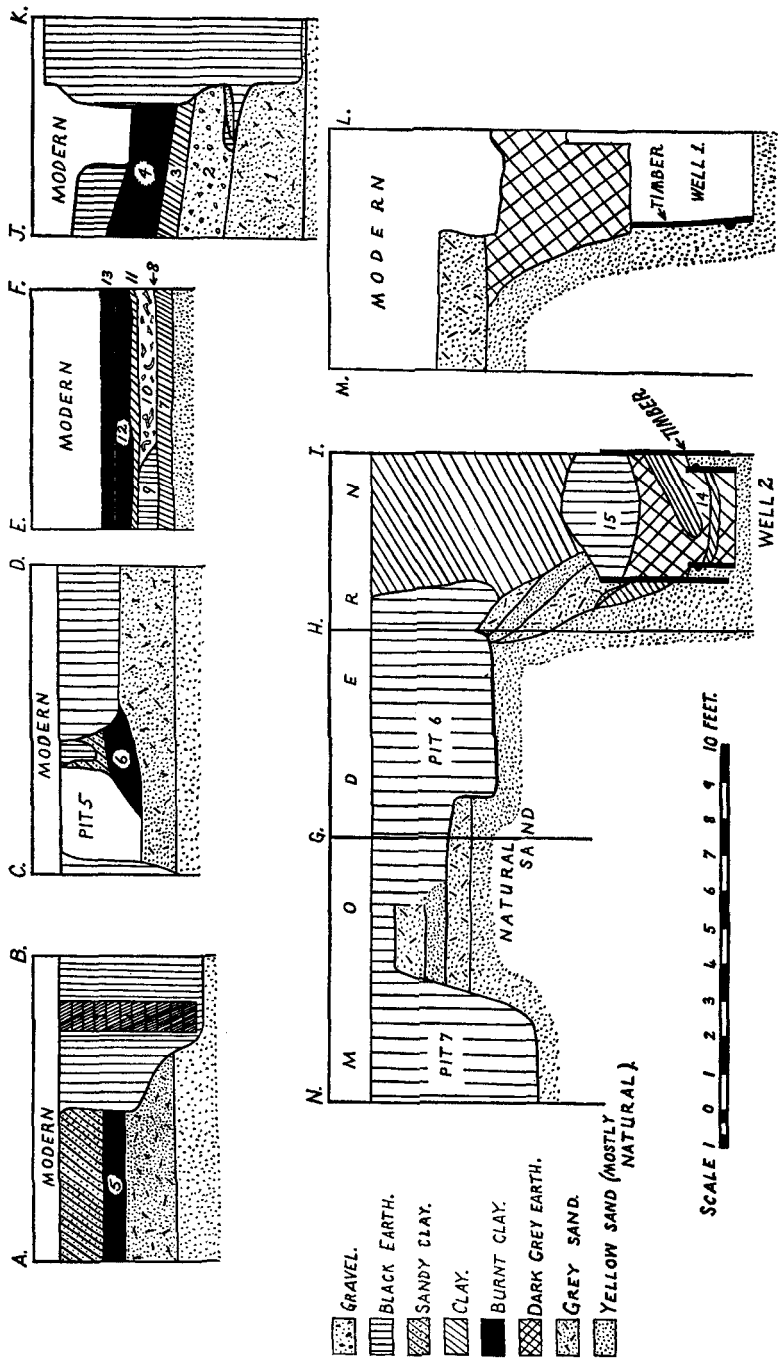 A. B.
MODERN
5
C. D.
MODERN
PIT 5
6
E. F.
MODERN
13
12
11
10
9
←8
7
J. K.
MODERN
4
3
2
1
GRAVEL.
BLACK EARTH.
SANDY CLAY.
CLAY.
BURNT CLAY.
DARK GREY EARTH.
GREY SAND.
YELLOW SAND (MOSTLY
NATURAL).
N. G. H. I.
M O D E R N
PIT 7
PIT 6
NATURAL
SAND
15
14
TIMBER
WELL 2
M. L.
MODERN
TIMBER
WELL 1
SCALE 1 0 1 2 3 4 5 6 7 8 9 10 FEET.